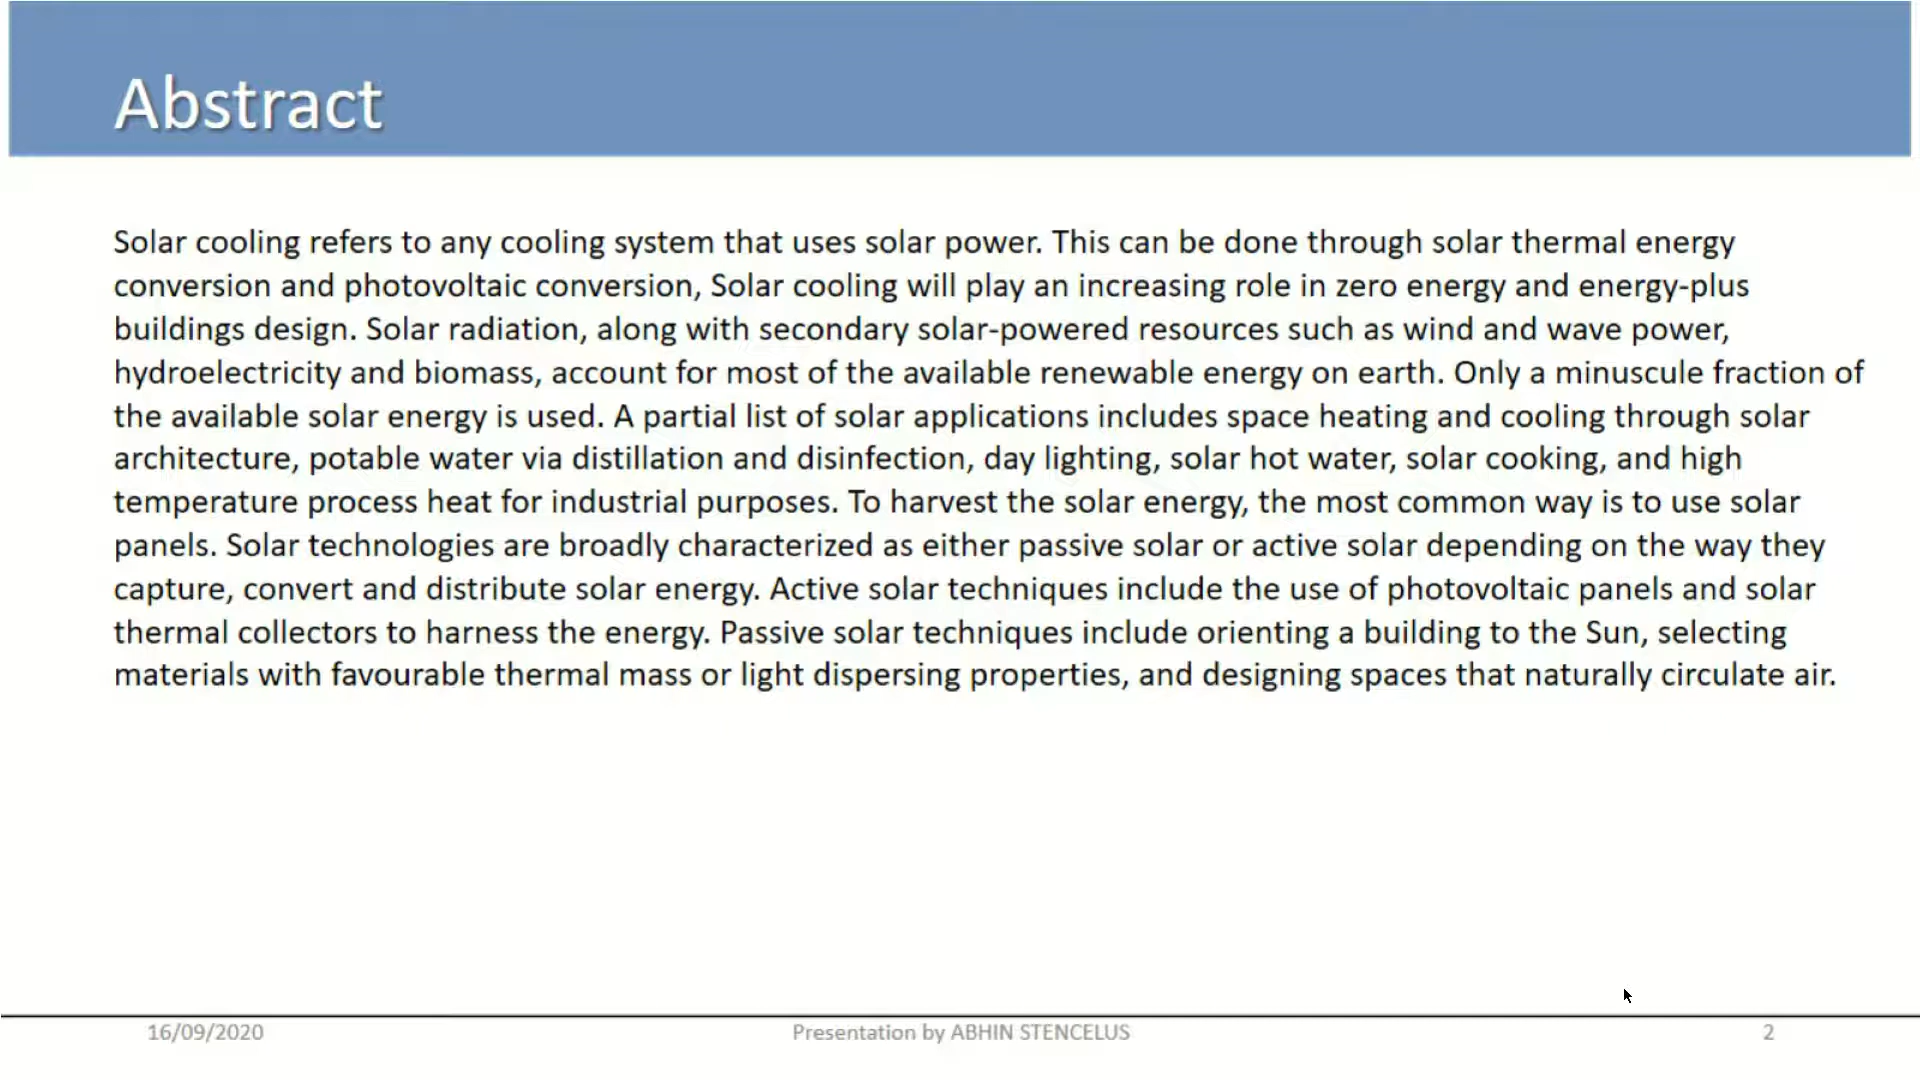 Abstract
Solar cooling refers to any cooling system that uses solar power. This can be done through solar thermal energy
conversion and photovoltaic conversion, Solar cooling will play an increasing role in zero energy and energy-plus
buildings design. Solar radiation, along with secondary solar-powered resources such as wind and wave power,
hydroelectricity and biomass, account for most of the available renewable energy on earth. Only a minuscule fraction of
the available solar energy is used. A partial list of solar applications includes space heating and cooling through solar
architecture, potable water via distillation and disinfection, day lighting, solar hot water, solar cooking, and high
temperature process heat for industrial purposes. To harvest the solar energy, the most common way is to use solar
panels. Solar technologies are broadly characterized as either passive solar or active solar depending on the way they
capture, convert and distribute solar energy. Active solar techniques include the use of photovoltaic panels and solar
thermal collectors to harness the energy. Passive solar techniques include orienting a building to the Sun, selecting
materials with favourable thermal mass or light dispersing properties, and designing spaces that naturally circulate air.
16/09/2020
Presentation by ABHIN STENCELUS
2